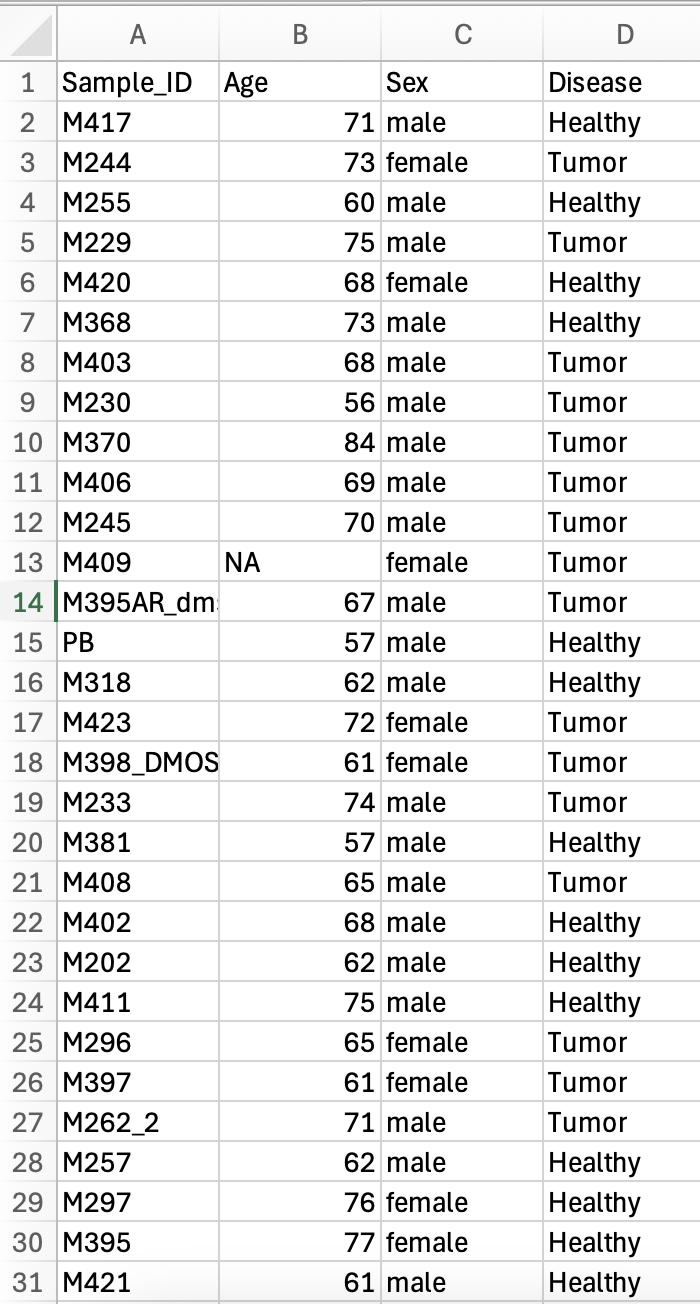 A B C D
1 Sample_ID Age Sex Disease
2 M417 71 male Healthy
3 M244 73 female Tumor
4 M255 60 male Healthy
5 M229 75 male Tumor
6 M420 68 female Healthy
7 M368 73 male Healthy
8 M403 68 male Tumor
9 M230 56 male Tumor
10 M370 84 male Tumor
11 M406 69 male Tumor
12 M245 70 male Tumor
13 M409 NA female Tumor
14 M395AR_dm 67 male Tumor
15 PB 57 male Healthy
16 M318 62 male Healthy
17 M423 72 female Tumor
18 M398_DMOS 61 female Tumor
19 M233 74 male Tumor
20 M381 57 male Healthy
21 M408 65 male Tumor
22 M402 68 male Healthy
23 M202 62 male Healthy
24 M411 75 male Healthy
25 M296 65 female Tumor
26 M397 61 female Tumor
27 M262_2 71 male Tumor
28 M257 62 male Healthy
29 M297 76 female Healthy
30 M395 77 female Healthy
31 M421 61 male Healthy